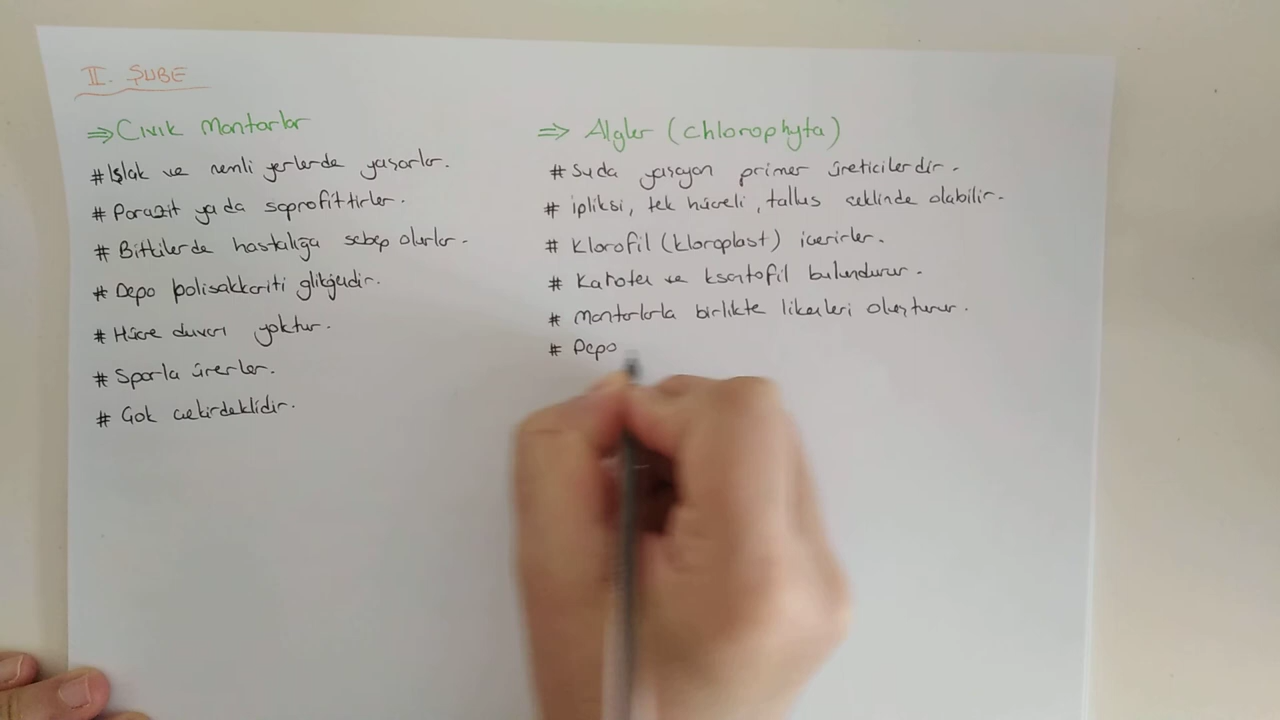 II. ŞUBE
⇒ Cıvık Mantarlar
# Islak ve nemli yerlerde yaşarlar.
# Parazit ya da saprofittirler.
# Bitkilerde hastalığa sebep olurlar.
# Depo polisakkariti glikojendir.
# Hücre duvarı yoktur.
# Sporla ürerler.
# Çok çekirdeklidir.
⇒ Algler (Chlorophyta)
# Suda yaşayan primer üreticilerdir.
# ipliksi, tek hücreli, tallus şeklinde olabilir.
# Klorofil (kloroplast) içerirler.
# Karoten ve ksantofil bulundurur.
# Mantarlarla birlikte likenleri oluşturur.
# Depo